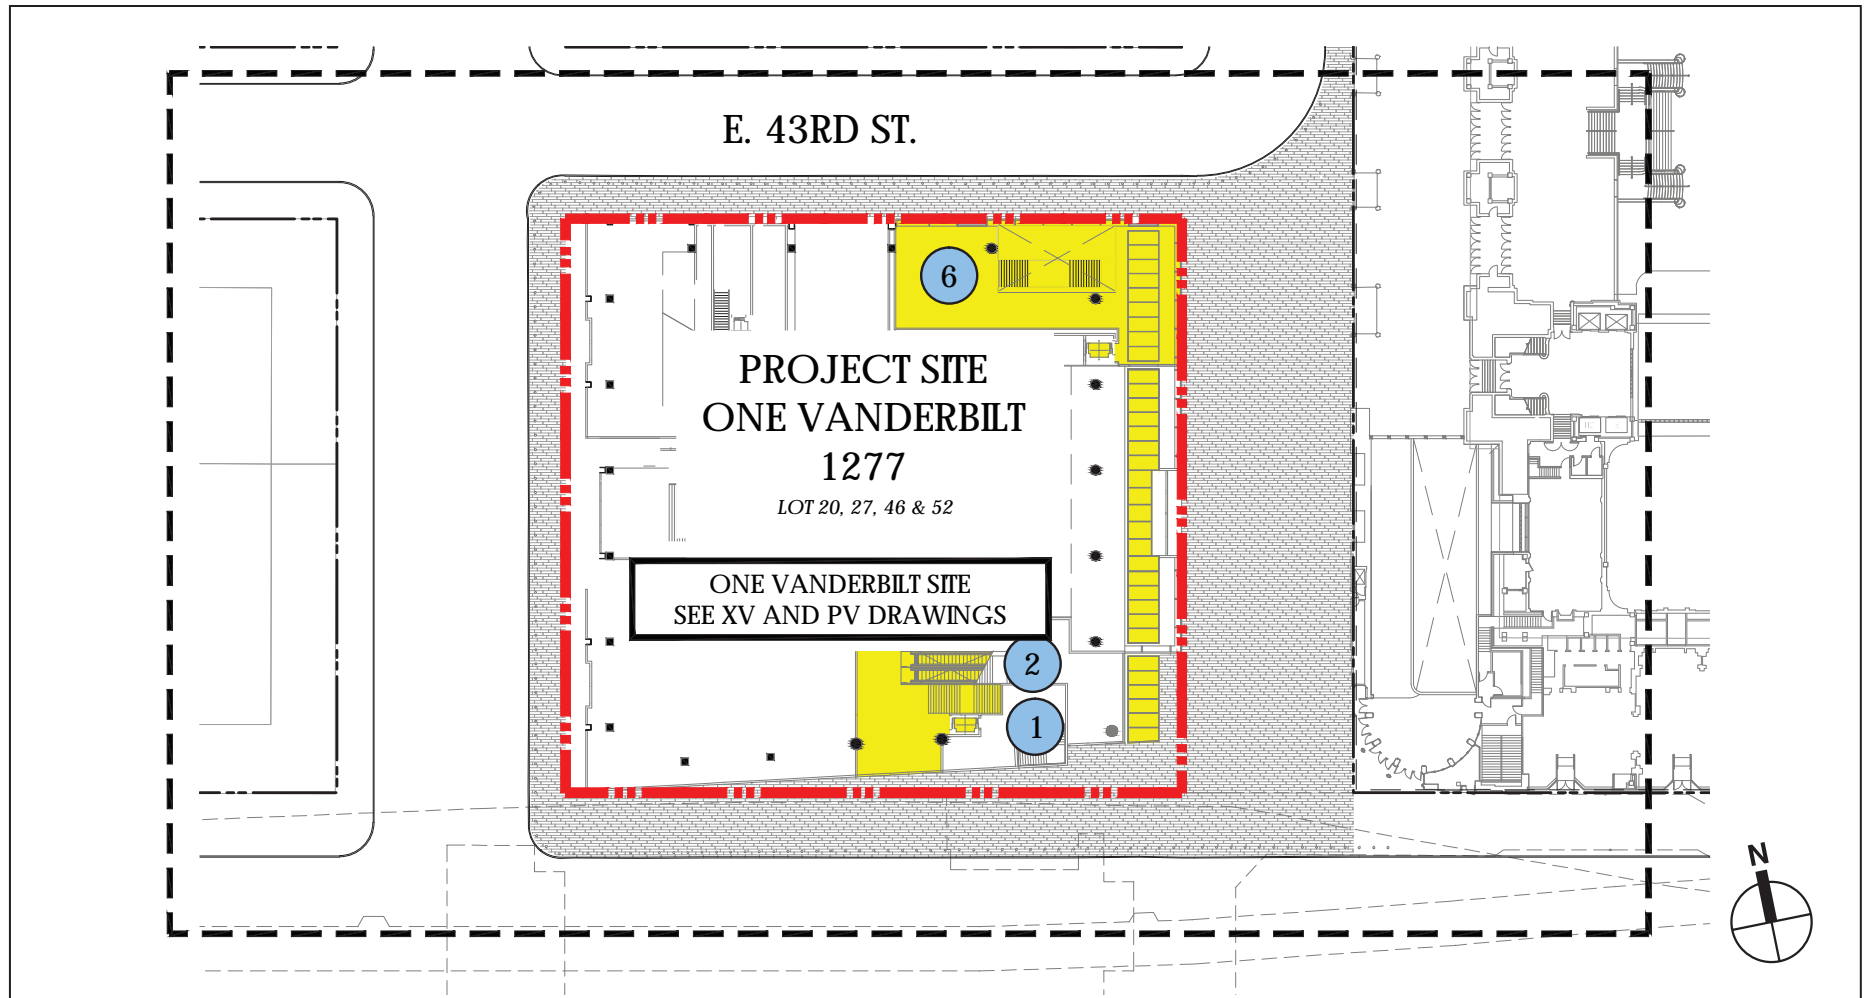 E. 43RD ST.
6
PROJECT SITE
ONE VANDERBILT
1277
LOT 20, 27, 46 & 52
ONE VANDERBILT SITE
SEE XV AND PV DRAWINGS
2
1
N